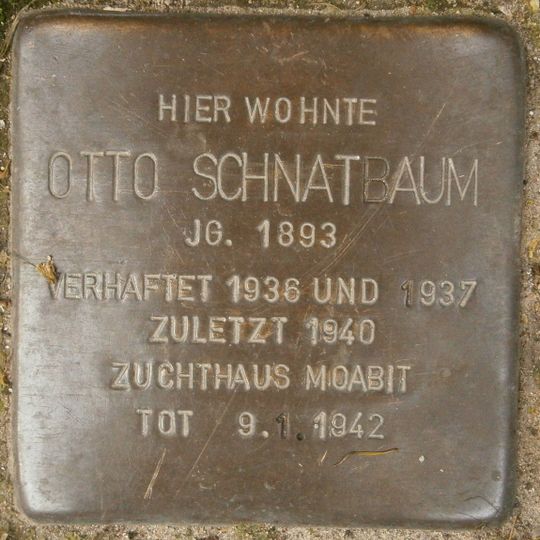 HIER WOHNTE
OTTO SCHNATBAUM
JG. 1893
VERHAFTET 1936 UND 1937
ZULETZT 1940
ZUCHTHAUS MOABIT
TOT 9.1.1942